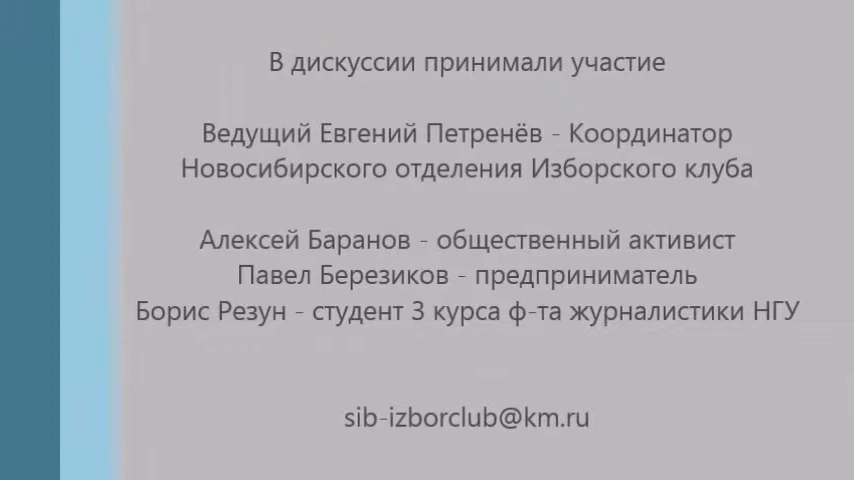 В дискуссии принимали участие
Ведущий Евгений Петренёв - Координатор
Новосибирского отделения Изборского клуба
Алексей Баранов - общественный активист
Павел Березиков - предприниматель
Борис Резун - студент 3 курса ф-та журналистики НГУ
sib-izborclub@km.ru